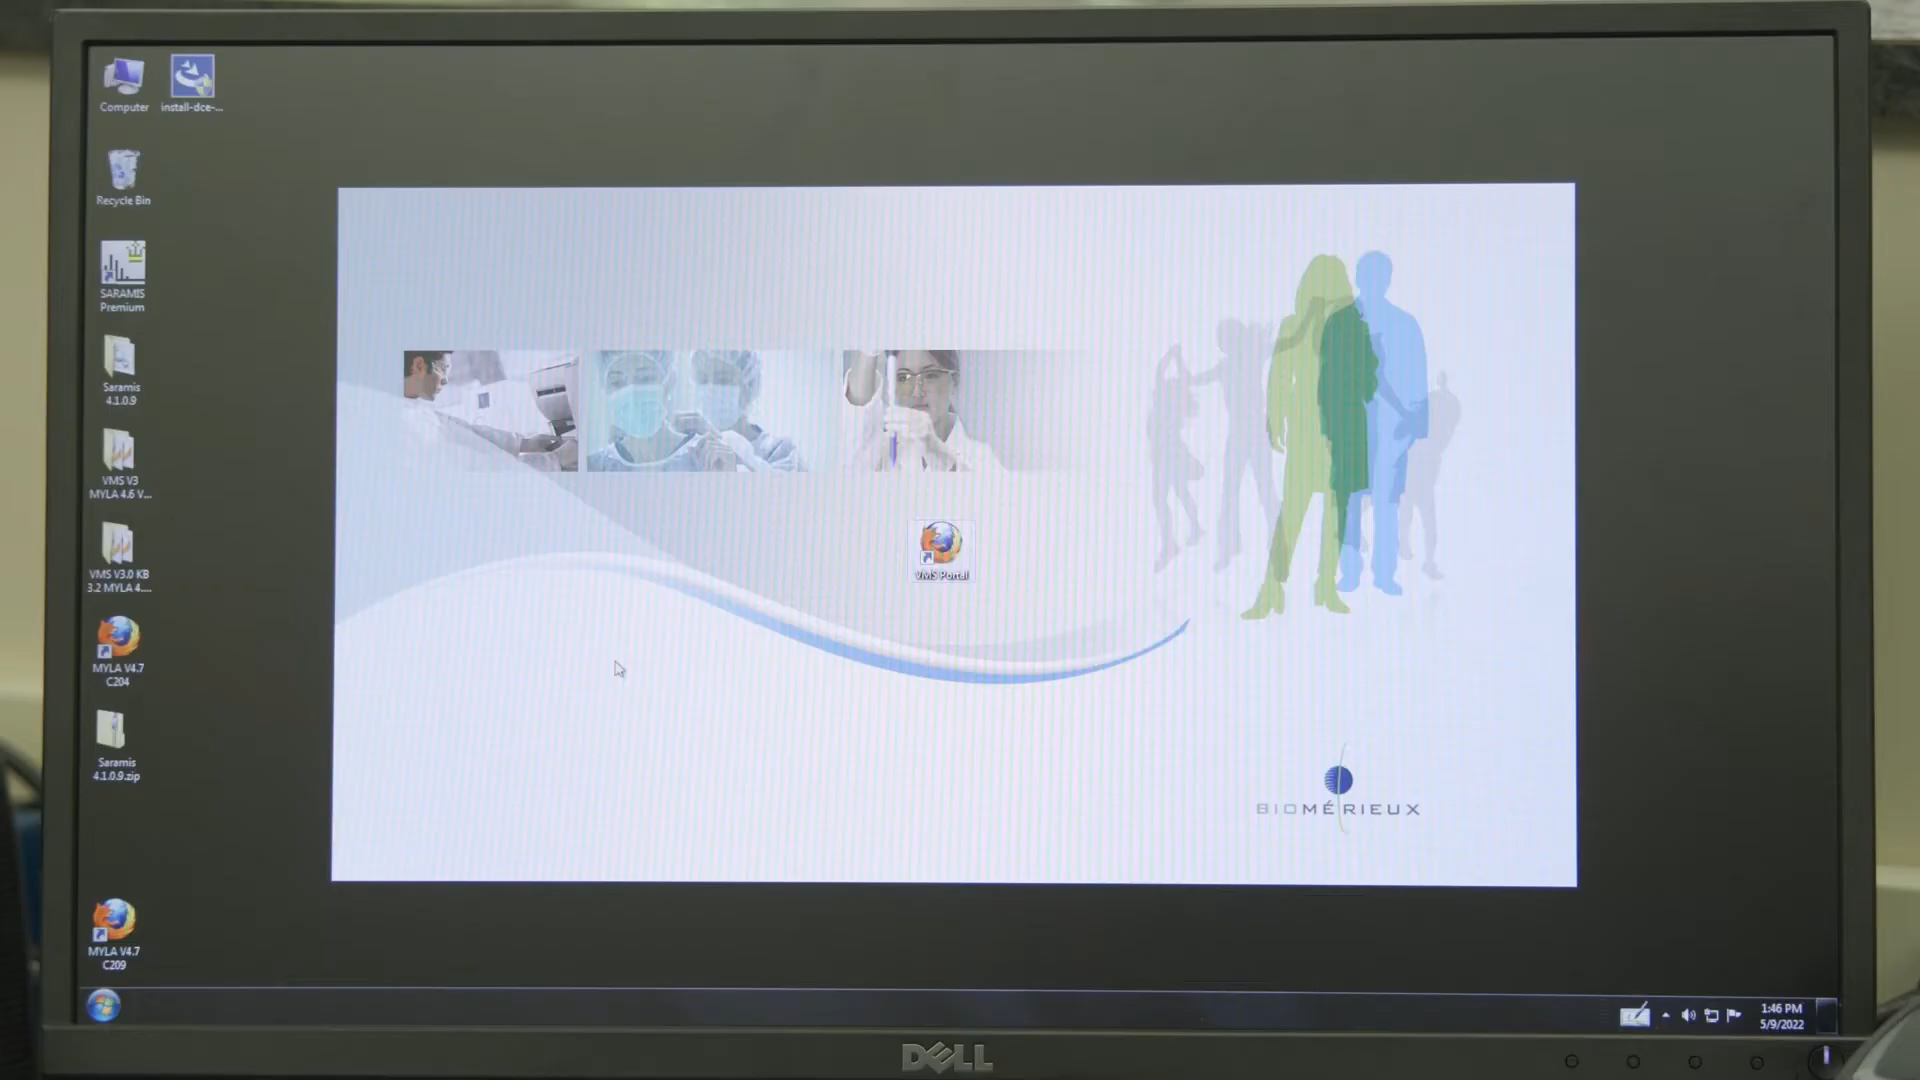 Computer
install-dce-...
Recycle Bin
SARAMIS
Premium
Saramis
4.1.0.9
VMS V3
MYLA 4.6 V...
VMS V3.0 KB
3.2 MYLA 4....
MYLA V4.7
C204
Saramis
4.1.0.9.zip
MYLA V4.7
C209
VMS Portal
BIOMÉRIEUX
1:46 PM
5/9/2022
DELL